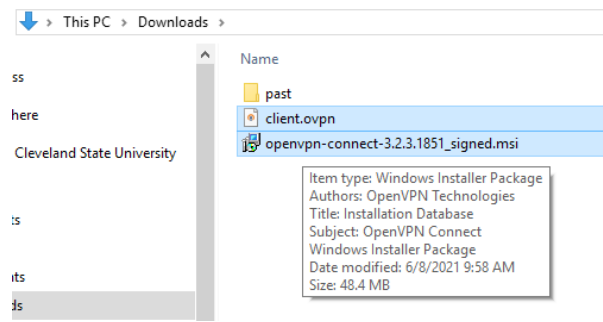 This PC > Downloads >
Name
ss
past
here
client.ovpn
Cleveland State University
openvpn-connect-3.2.3.1851_signed.msi
Item type: Windows Installer Package
Authors: OpenVPN Technologies
Title: Installation Database
ts
Subject: OpenVPN Connect
Windows Installer Package
Date modified: 6/8/2021 9:58 AM
nts
Size: 48.4 MB
ds